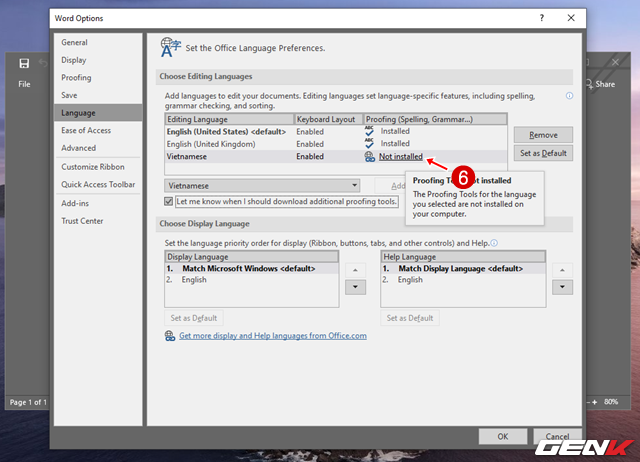 Word Options
?
File
Share
General
Display
Proofing
Save
Language
Ease of Access
Advanced
Customize Ribbon
Quick Access Toolbar
Add-ins
Trust Center
Set the Office Language Preferences.
Choose Editing Languages
Add languages to edit your documents. Editing languages set language-specific features, including spelling,
grammar checking, and sorting.
Editing Language Keyboard Layout Proofing (Spelling, Grammar...)
English (United States) <default> Enabled ABC Installed
English (United Kingdom) Enabled ABC Installed
Vietnamese Enabled Not installed
Remove
Set as Default
6
Vietnamese Add
Let me know when I should download additional proofing tools.
Proofing T t installed
The Proofing Tools for the language
you selected are not installed on
your computer.
Choose Display Language
Set the language priority order for display (Ribbon, buttons, tabs, and other controls) and Help.
Display Language
1. Match Microsoft Windows <default>
2. English
Help Language
1. Match Display Language <default>
2. English
Set as Default
Set as Default
Get more display and Help languages from Office.com
Page 1 of 1
+ 80%
OK Cancel
GENK